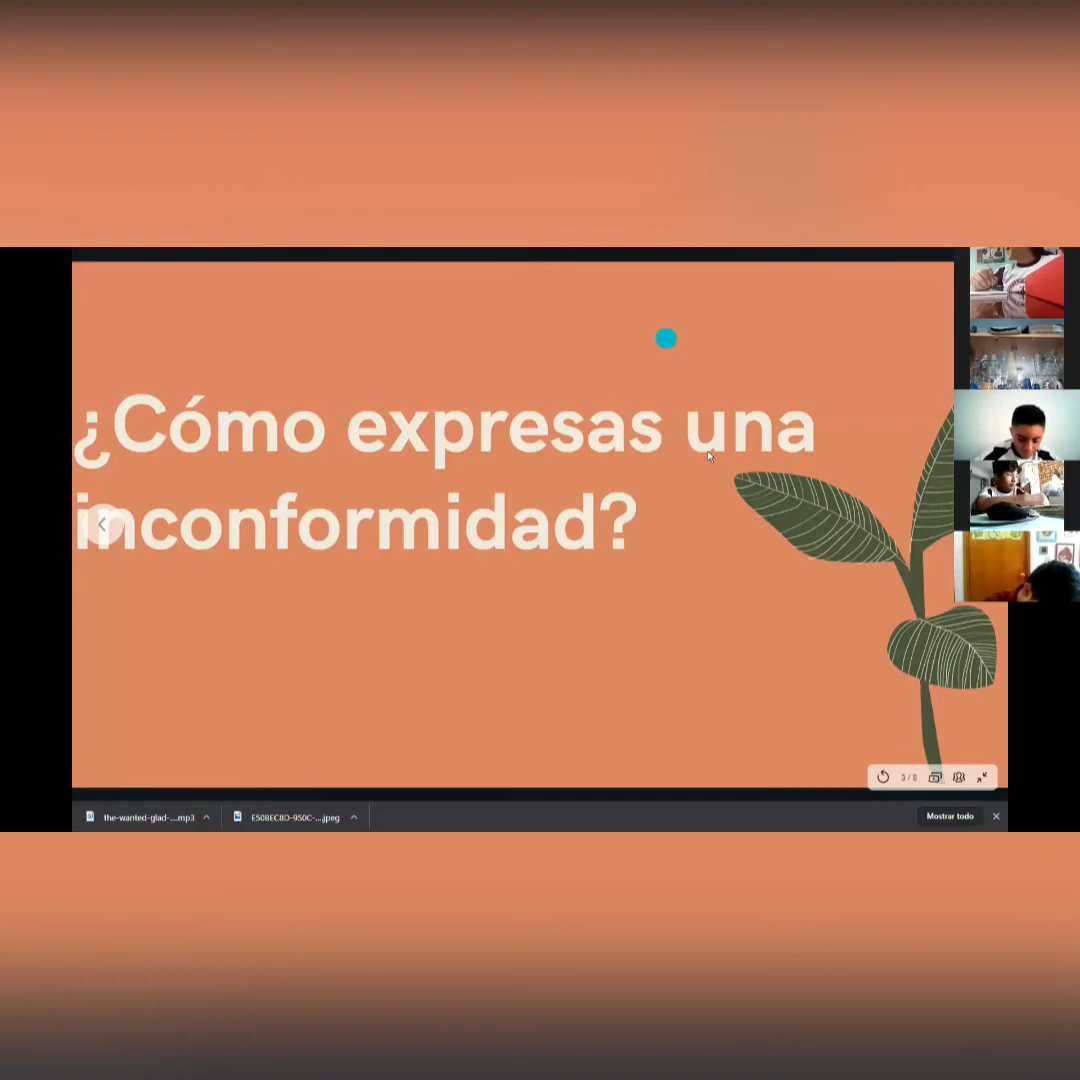 ¿Cómo expresas una
inconformidad?
3 / 8
the-wanted-glad-....mp3
E50BEC8D-950C-....jpeg
Mostrar todo